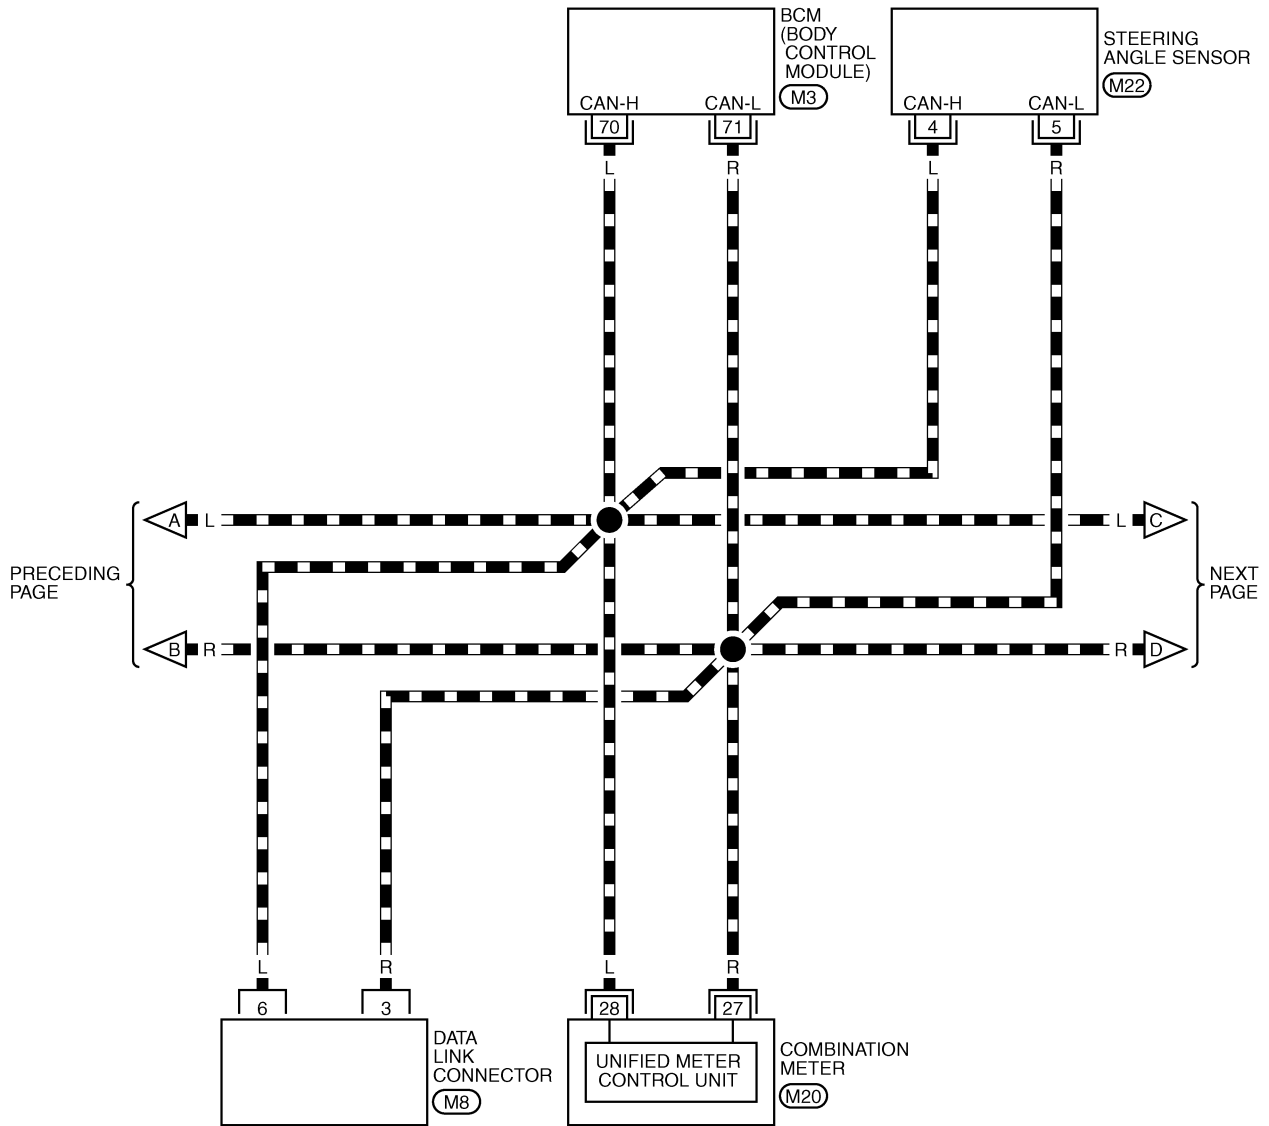 BCM
(BODY
CONTROL
MODULE)
M3
CAN-H
CAN-L
70
71
L
R
STEERING
ANGLE SENSOR
M22
CAN-H
CAN-L
4
5
L
R
PRECEDING
PAGE
A
L
B
R
L
C
R
D
NEXT
PAGE
L
R
6
3
DATA
LINK
CONNECTOR
M8
L
R
28
27
UNIFIED METER
CONTROL UNIT
COMBINATION
METER
M20